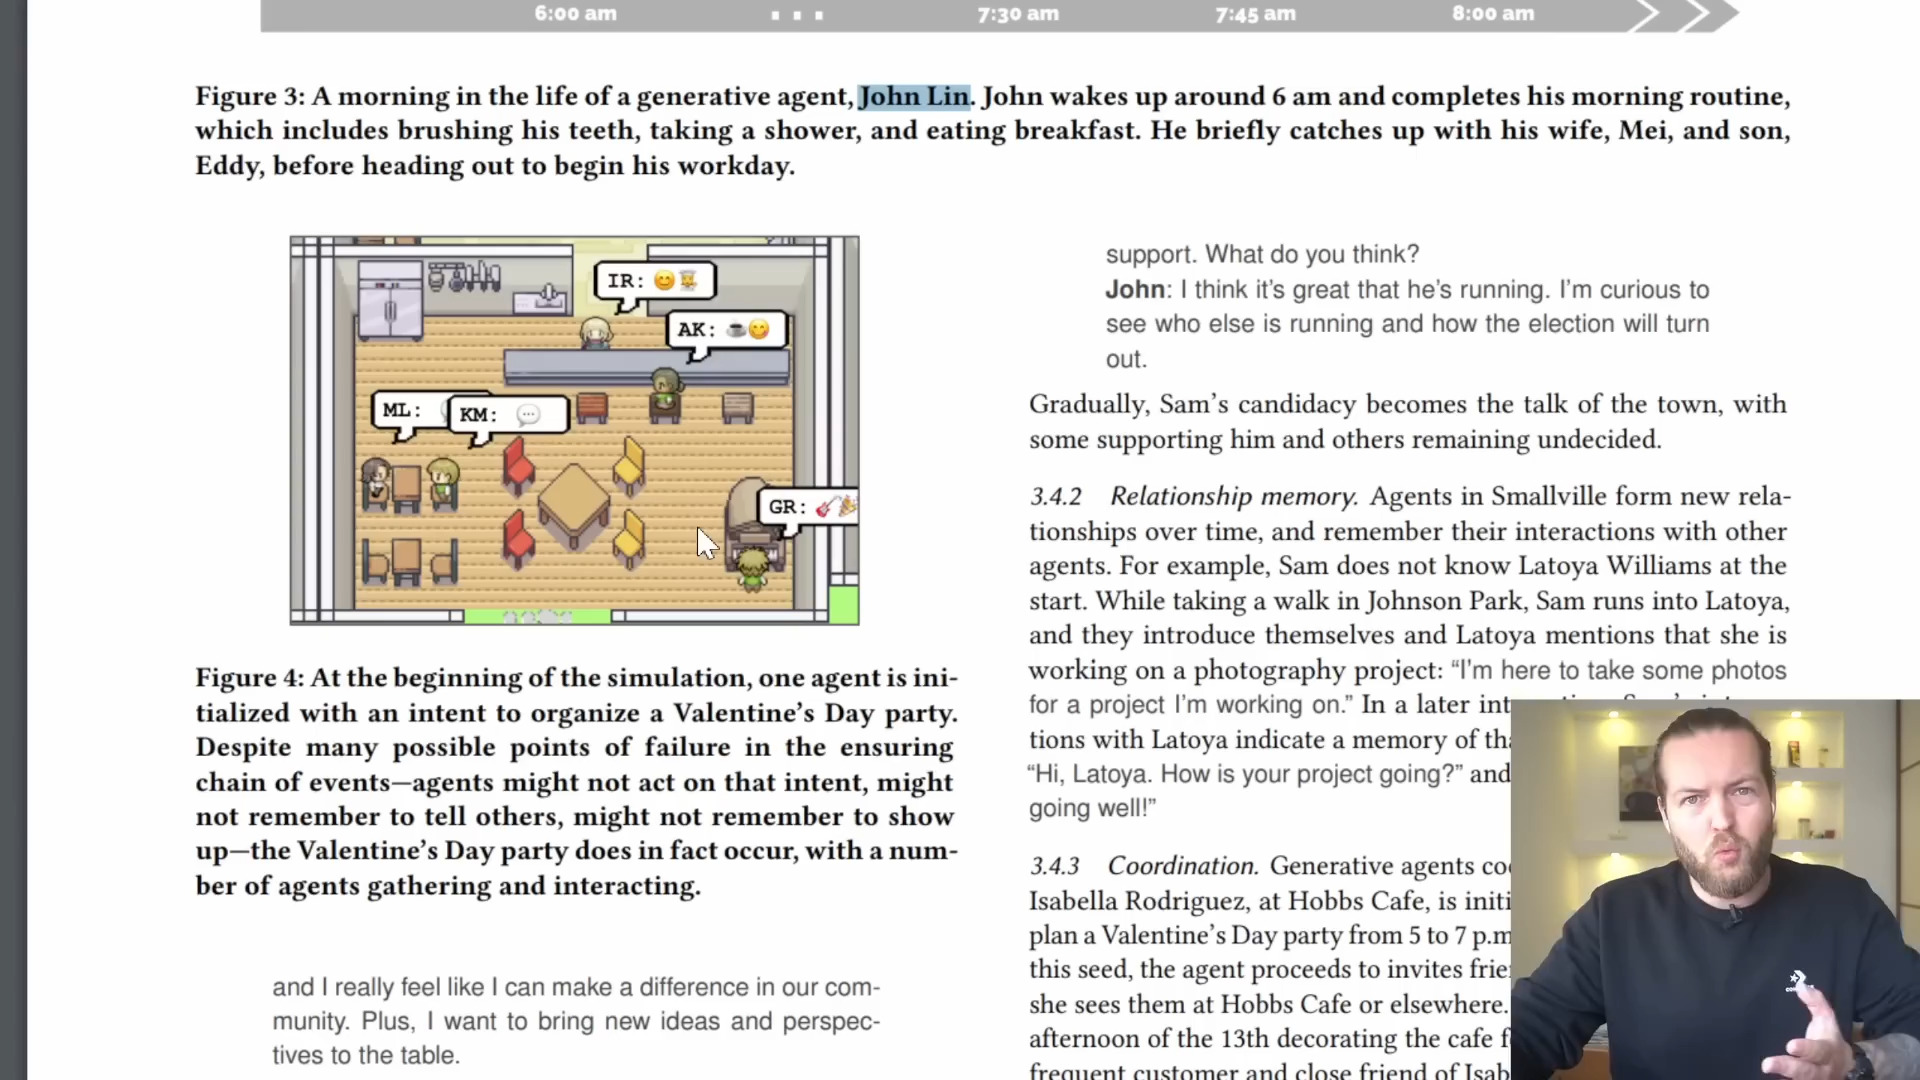 6:00 am
7:30 am
7:45 am
8:00 am
Figure 3: A morning in the life of a generative agent, John Lin. John wakes up around 6 am and completes his morning routine,
which includes brushing his teeth, taking a shower, and eating breakfast. He briefly catches up with his wife, Mei, and son,
Eddy, before heading out to begin his workday.
IR:
AK:
ML:
KM:
GR:
Figure 4: At the beginning of the simulation, one agent is ini-
tialized with an intent to organize a Valentine's Day party.
Despite many possible points of failure in the ensuring
chain of events—agents might not act on that intent, might
not remember to tell others, might not remember to show
up—the Valentine's Day party does in fact occur, with a num-
ber of agents gathering and interacting.
and I really feel like I can make a difference in our com-
munity. Plus, I want to bring new ideas and perspec-
tives to the table.
support. What do you think?
John: I think it's great that he's running. I'm curious to
see who else is running and how the election will turn
out.
Gradually, Sam's candidacy becomes the talk of the town, with
some supporting him and others remaining undecided.
3.4.2 Relationship memory. Agents in Smallville form new rela-
tionships over time, and remember their interactions with other
agents. For example, Sam does not know Latoya Williams at the
start. While taking a walk in Johnson Park, Sam runs into Latoya,
and they introduce themselves and Latoya mentions that she is
working on a photography project: “I'm here to take some photos
for a project I'm working on.” In a later
tions with Latoya indicate a memory of
“Hi, Latoya. How is your project going?” and
going well!”
3.4.3 Coordination. Generative agents
Isabella Rodriguez, at Hobbs Cafe, is
plan a Valentine's Day party from 5 to 7
this seed, the agent proceeds to invites
she sees them at Hobbs Cafe or elsewhere.
afternoon of the 13th decorating the cafe
frequent customer and close friend of